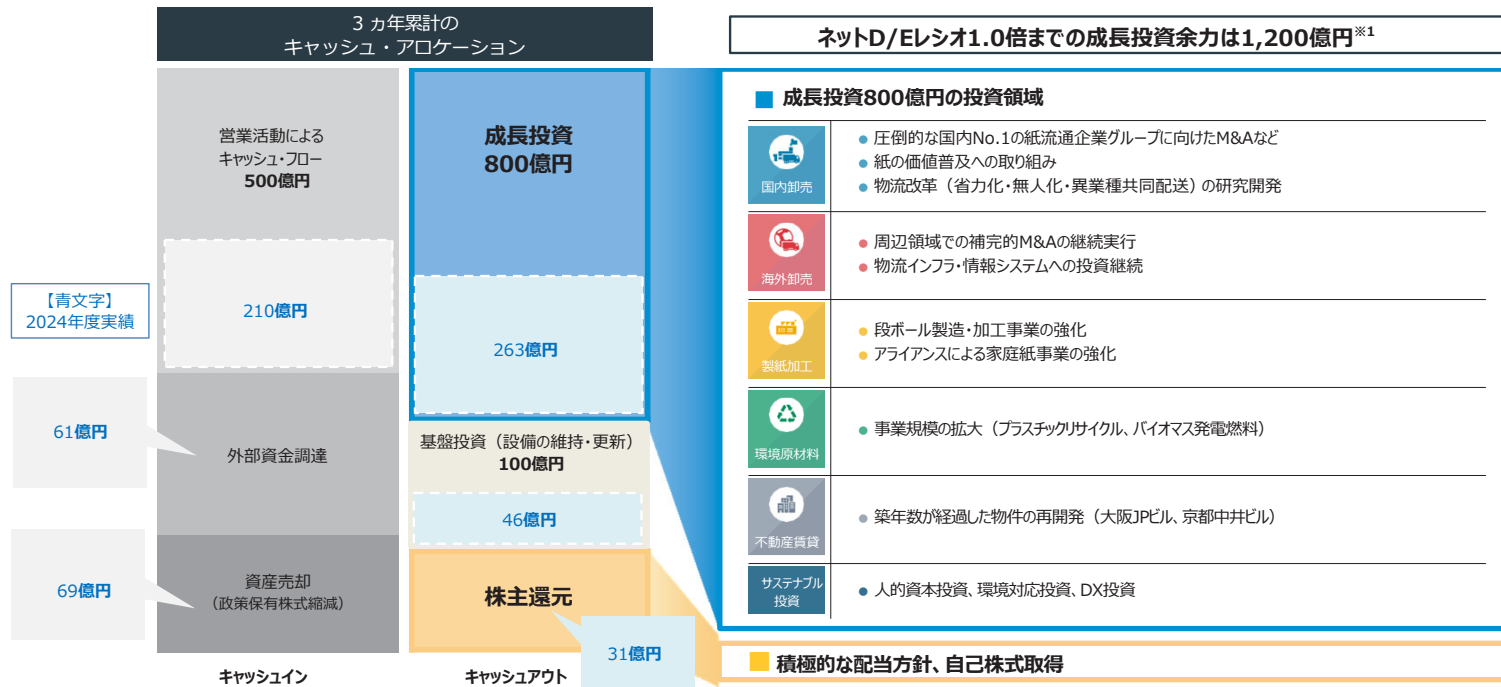 3 ヵ年累計の
キャッシュ・アロケーション
ネットD/Eレシオ1.0倍までの成長投資余力は1,200億円※1
営業活動による
キャッシュ・フロー
500億円
210億円
【青文字】
2024年度実績
61億円
外部資金調達
69億円
資産売却
（政策保有株式縮減）
キャッシュイン
成長投資
800億円
263億円
基盤投資（設備の維持・更新）
100億円
46億円
株主還元
31億円
キャッシュアウト
成長投資800億円の投資領域
国内卸売
圧倒的な国内No.1の紙流通企業グループに向けたM&Aなど
紙の価値普及への取り組み
物流改革（省力化・無人化・異業種共同配送）の研究開発
海外卸売
周辺領域での補完的M&Aの継続実行
物流インフラ・情報システムへの投資継続
製紙加工
段ボール製造・加工事業の強化
アライアンスによる家庭紙事業の強化
環境原材料
事業規模の拡大（プラスチックリサイクル、バイオマス発電燃料）
不動産賃貸
築年数が経過した物件の再開発（大阪JPビル、京都中井ビル）
サステナブル
投資
人的資本投資、環境対応投資、DX投資
積極的な配当方針、自己株式取得